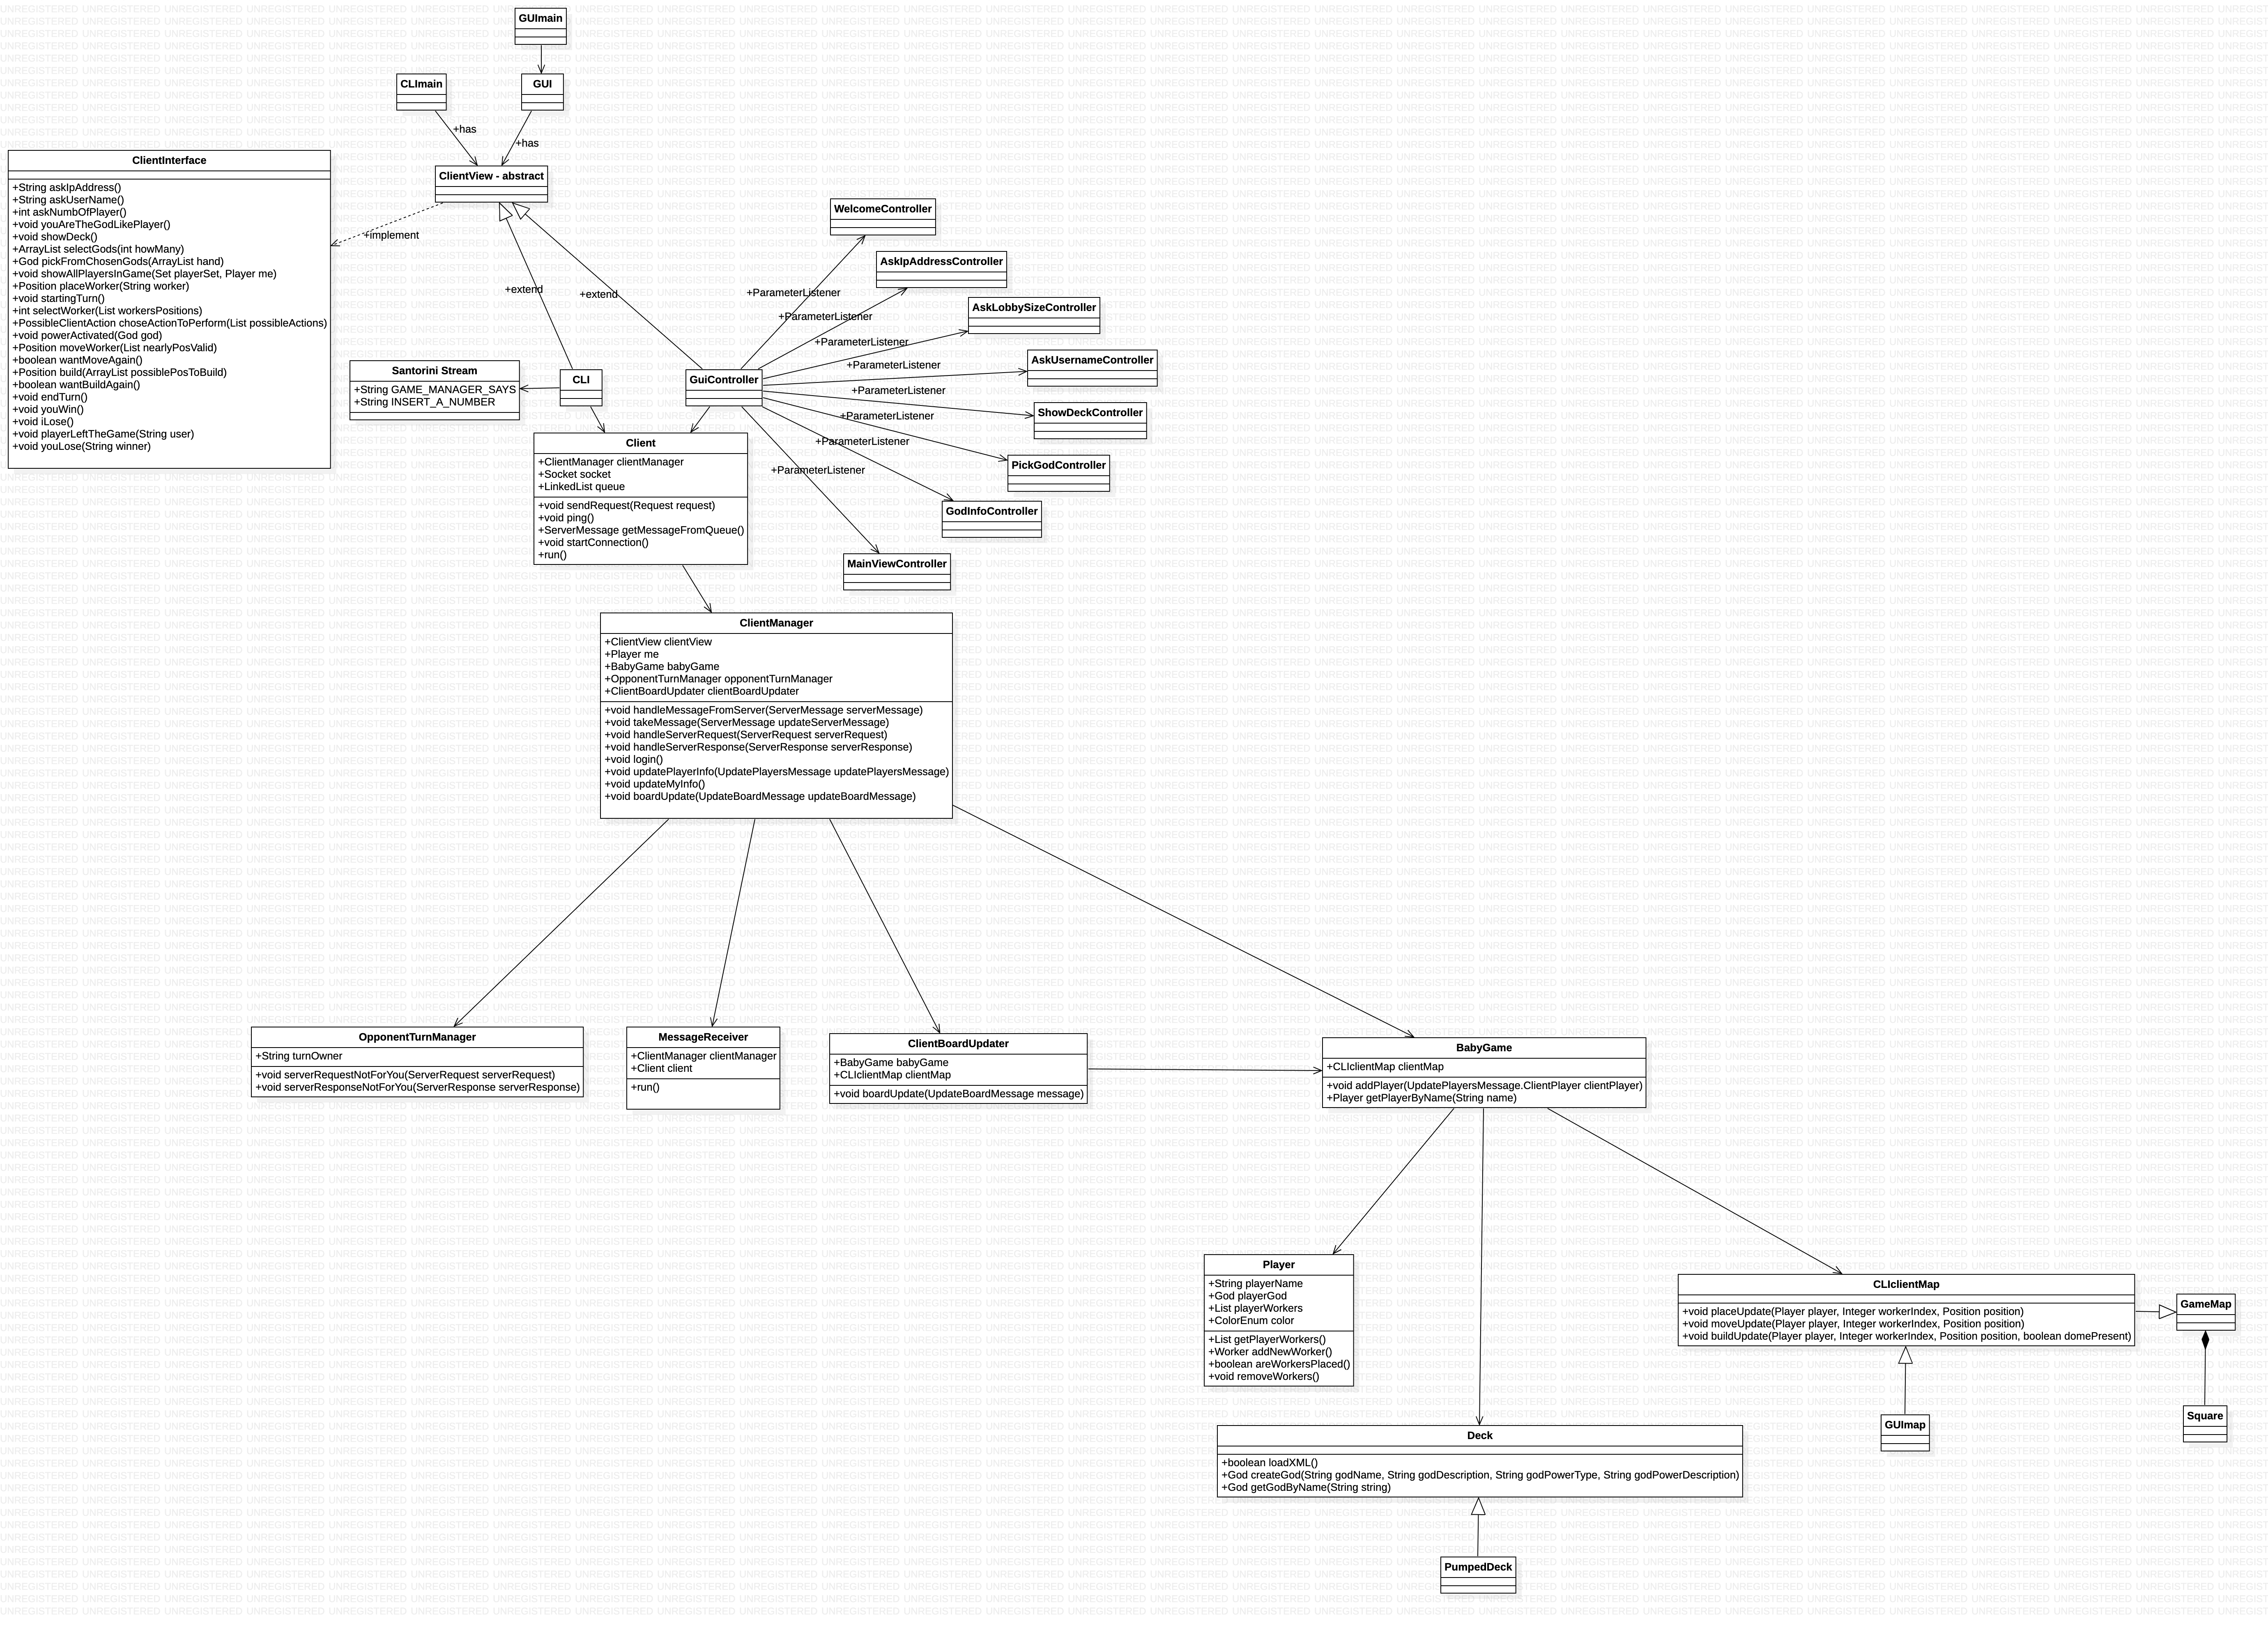 GUImain
CLImain
GUI
+has
+has
ClientInterface
+String askIpAddress()
+String askUserName()
+int askNumbOfPlayer()
+void youAreTheGodLikePlayer()
+void showDeck()
+ArrayList selectGods(int howMany)
+God pickFromChosenGods(ArrayList hand)
+void showAllPlayersInGame(Set playerSet, Player me)
+Position placeWorker(String worker)
+void startingTurn()
+int selectWorker(List workersPositions)
+PossibleClientAction choseActionToPerform(List possibleActions)
+void powerActivated(God god)
+Position moveWorker(List nearlyPosValid)
+boolean wantMoveAgain()
+Position build(ArrayList possiblePosToBuild)
+boolean wantBuildAgain()
+void endTurn()
+void youWin()
+void iLose()
+void playerLeftTheGame(String user)
+void youLose(String winner)
ClientView - abstract
+implement
+extend
+extend
WelcomeController
AskIpAddressController
AskLobbySizeController
AskUsernameController
ShowDeckController
PickGodController
GodInfoController
MainViewController
+ParameterListener
+ParameterListener
+ParameterListener
+ParameterListener
+ParameterListener
+ParameterListener
+ParameterListener
+ParameterListener
Santorini Stream
+String GAME_MANAGER_SAYS
+String INSERT_A_NUMBER
CLI
GuiController
Client
+ClientManager clientManager
+Socket socket
+LinkedList queue
+void sendRequest(Request request)
+void ping()
+ServerMessage getMessageFromQueue()
+void startConnection()
+run()
ClientManager
+ClientView clientView
+Player me
+BabyGame babyGame
+OpponentTurnManager opponentTurnManager
+ClientBoardUpdater clientBoardUpdater
+void handleMessageFromServer(ServerMessage serverMessage)
+void takeMessage(ServerMessage updateServerMessage)
+void handleServerRequest(ServerRequest serverRequest)
+void handleServerResponse(ServerResponse serverResponse)
+void login()
+void updatePlayerInfo(UpdatePlayersMessage updatePlayersMessage)
+void updateMyInfo()
+void boardUpdate(UpdateBoardMessage updateBoardMessage)
OpponentTurnManager
+String turnOwner
+void serverRequestNotForYou(ServerRequest serverRequest)
+void serverResponseNotForYou(ServerResponse serverResponse)
MessageReceiver
+ClientManager clientManager
+Client client
+run()
ClientBoardUpdater
+BabyGame babyGame
+CLIclientMap clientMap
+void boardUpdate(UpdateBoardMessage message)
BabyGame
+CLIclientMap clientMap
+void addPlayer(UpdatePlayersMessage.ClientPlayer clientPlayer)
+Player getPlayerByName(String name)
Player
+String playerName
+God playerGod
+List playerWorkers
+ColorEnum color
+List getPlayerWorkers()
+Worker addNewWorker()
+boolean areWorkersPlaced()
+void removeWorkers()
CLIclientMap
+void placeUpdate(Player player, Integer workerIndex, Position position)
+void moveUpdate(Player player, Integer workerIndex, Position position)
+void buildUpdate(Player player, Integer workerIndex, Position position, boolean domePresent)
GameMap
GUImap
Square
Deck
+boolean loadXML()
+God createGod(String godName, String godDescription, String godPowerType, String godPowerDescription)
+God getGodByName(String string)
PumpedDeck